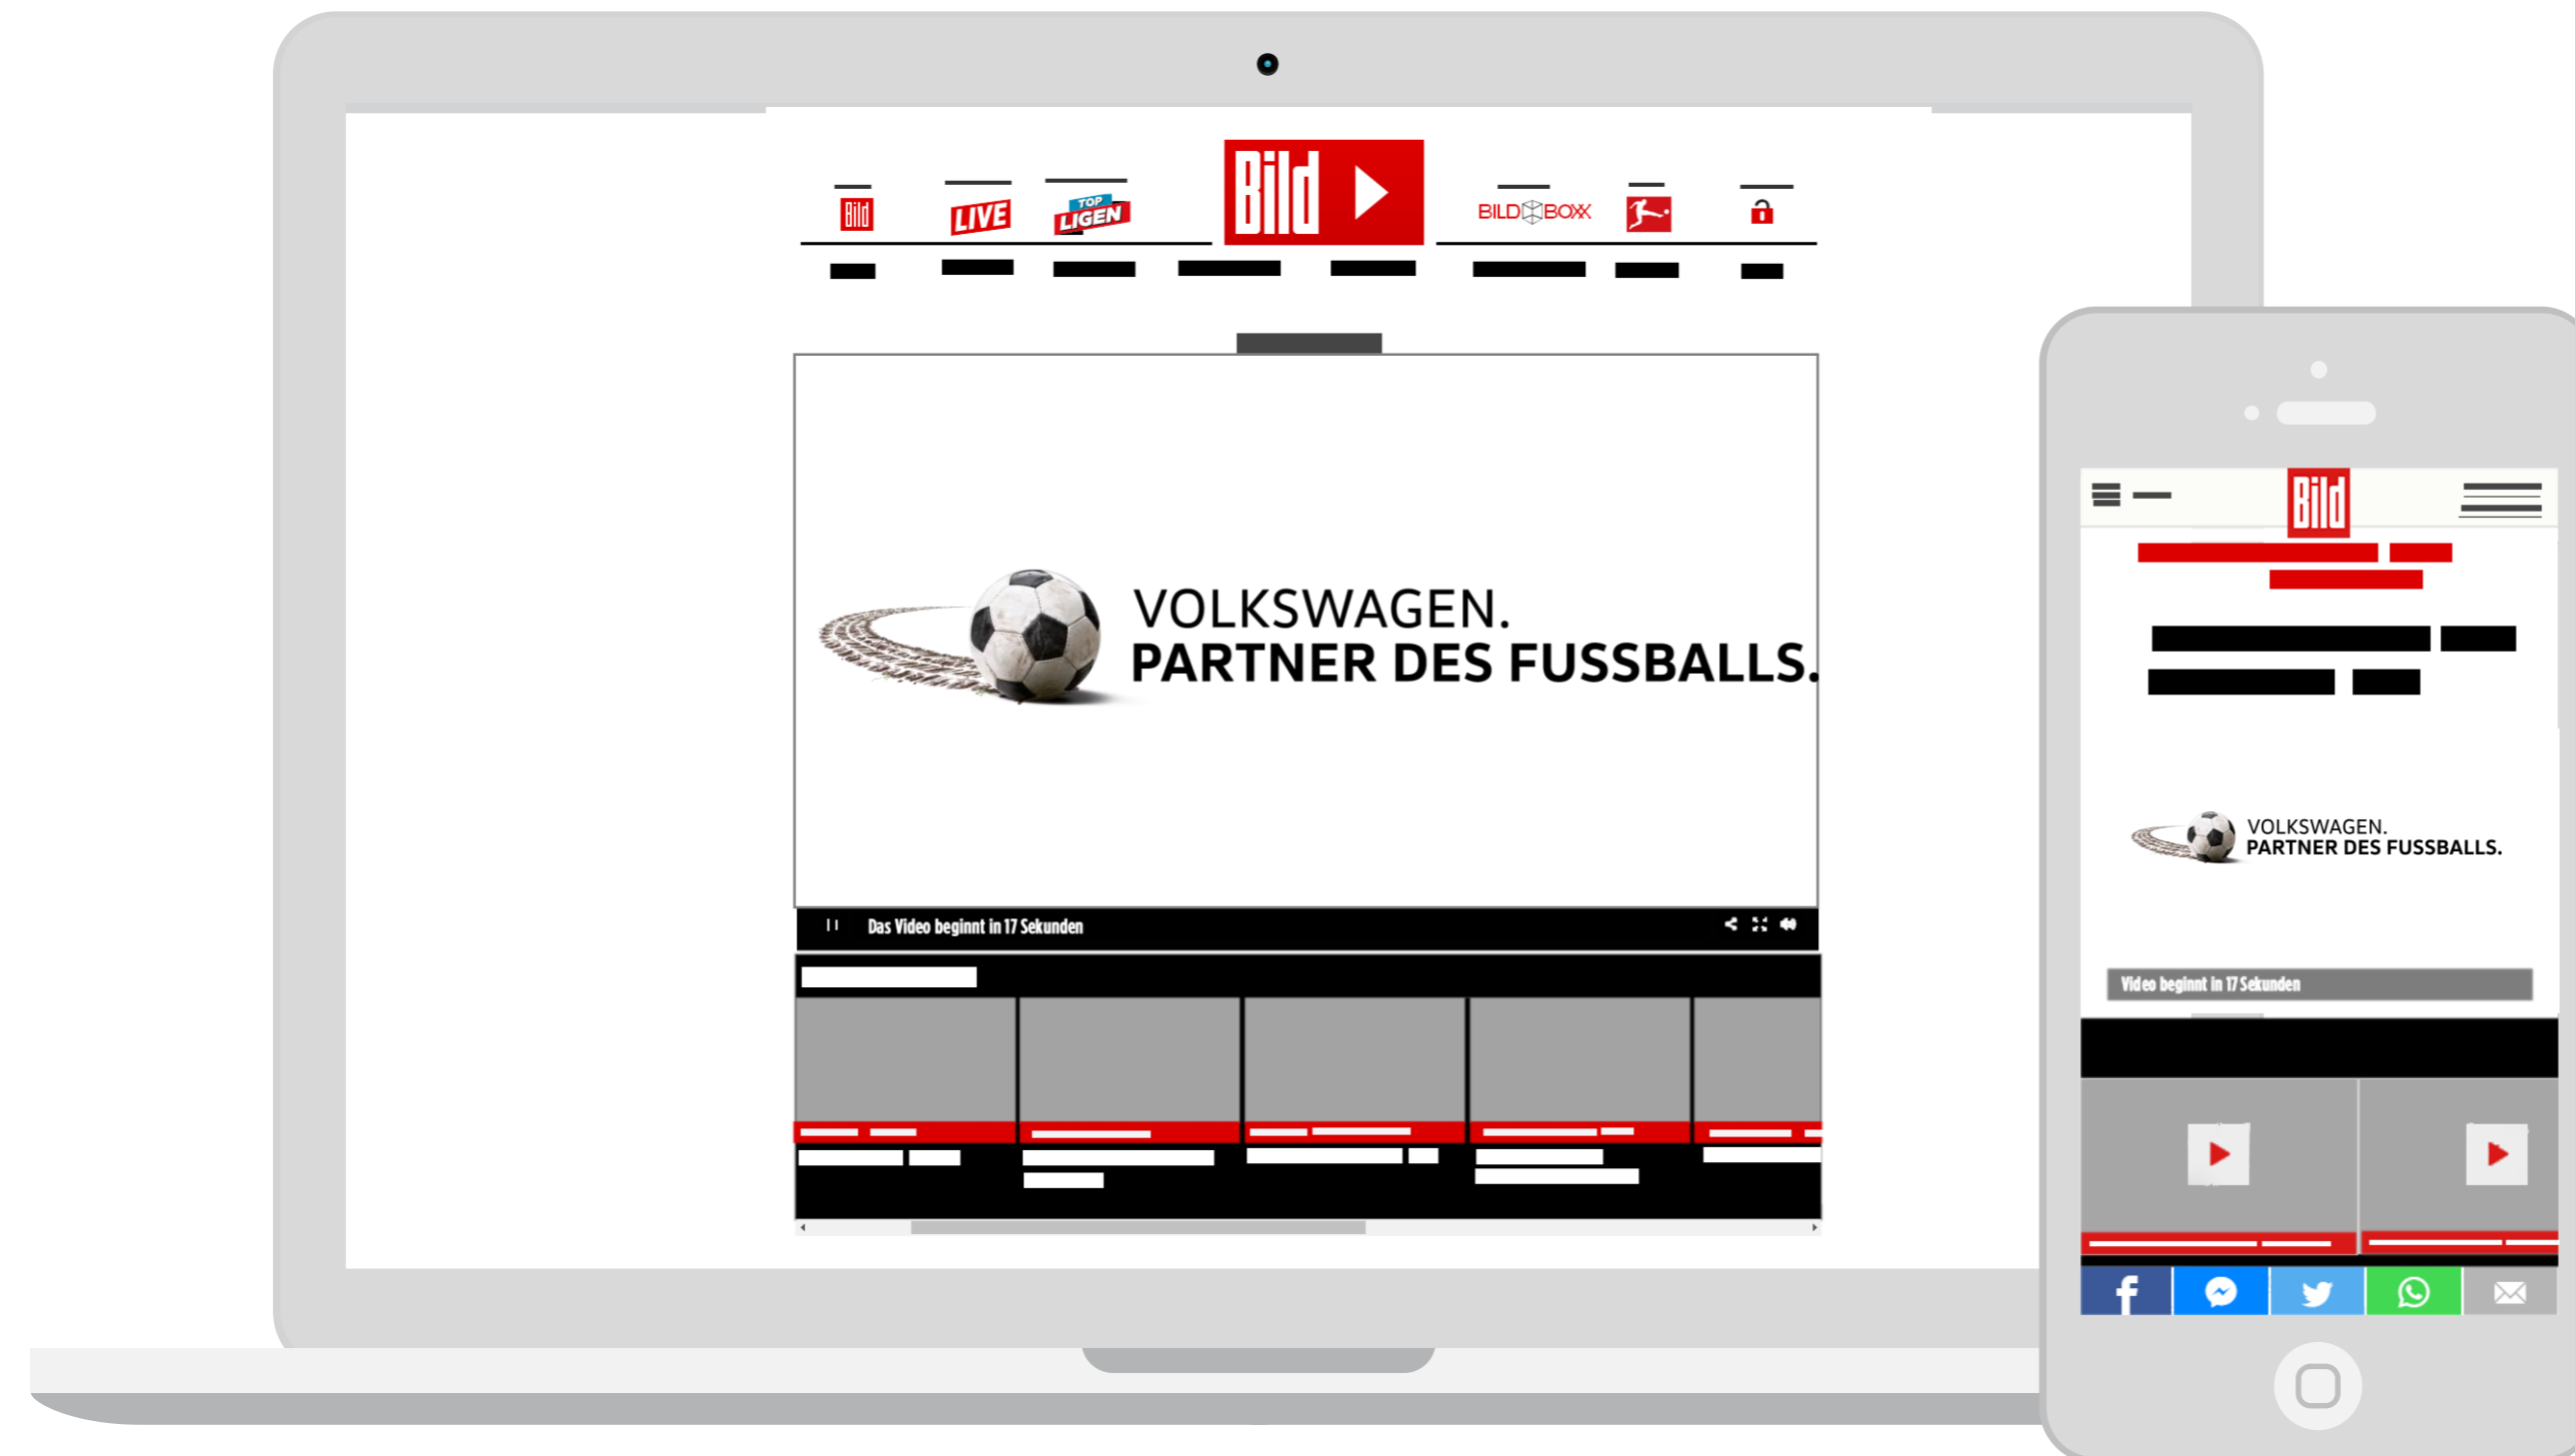 Bild
LIVE
TOP
LIGEN
Bild
BILD BOXX
VOLKSWAGEN.
PARTNER DES FUSSBALLS.
Das Video beginnt in 17 Sekunden
Bild
VOLKSWAGEN.
PARTNER DES FUSSBALLS.
Video beginnt in 17 Sekunden